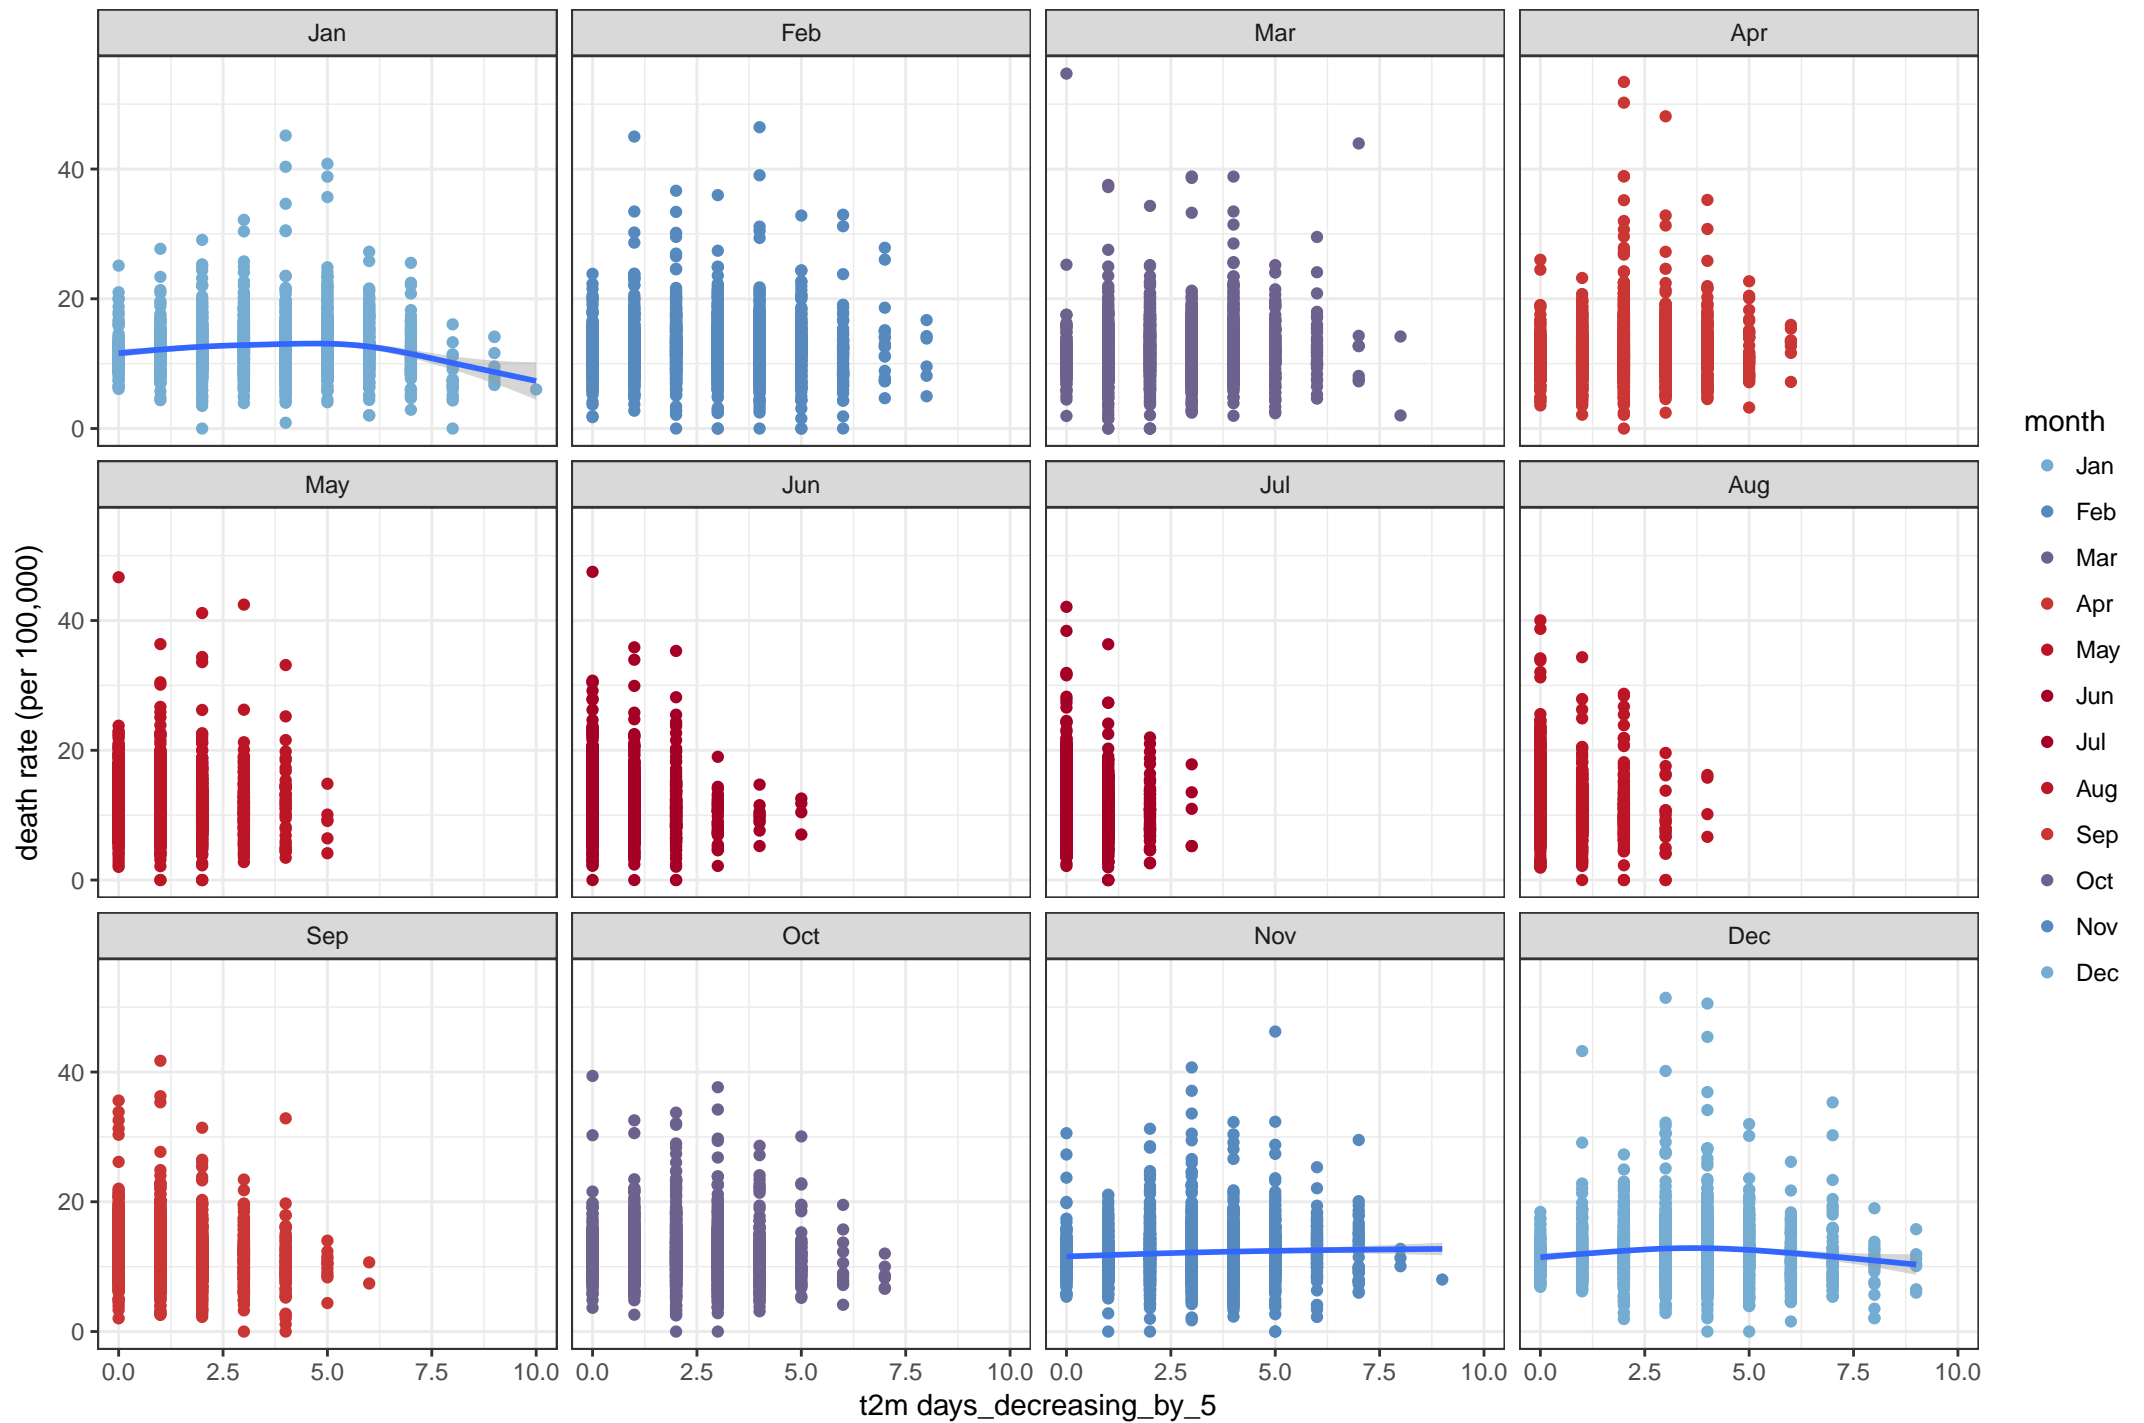 Jan Feb Mar Apr
40
20
0
May Jun Jul Aug
40
20
0
Sep Oct Nov Dec
40
20
0
0.0 2.5 5.0 7.5 10.0 0.0 2.5 5.0 7.5 10.0 0.0 2.5 5.0 7.5 10.0 0.0 2.5 5.0 7.5 10.0
t2m days_decreasing_by_5
death rate (per 100,000)
month
Jan
Feb
Mar
Apr
May
Jun
Jul
Aug
Sep
Oct
Nov
Dec